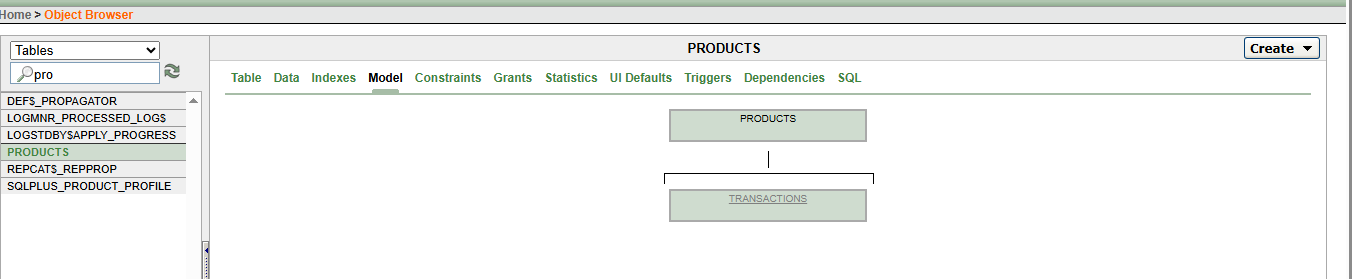 Home > Object Browser
Tables
pro
DEF$_PROPAGATOR
LOGMNR_PROCESSED_LOG$
LOGSTDBY$APPLY_PROGRESS
PRODUCTS
REPCAT$_REPPROP
SQLPLUS_PRODUCT_PROFILE
PRODUCTS
Create
Table Data Indexes Model Constraints Grants Statistics UI Defaults Triggers Dependencies SQL
PRODUCTS
TRANSACTIONS